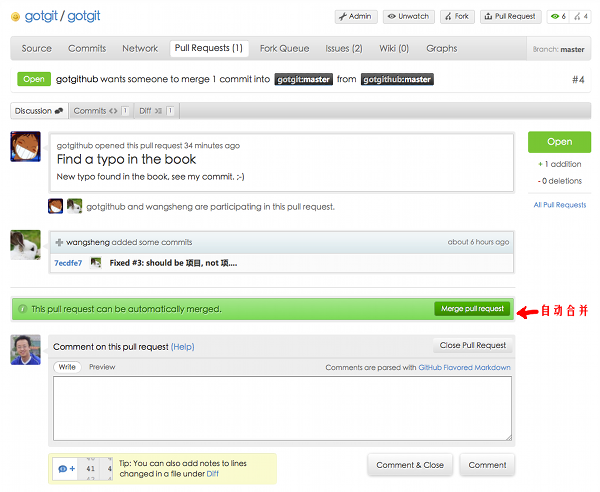 gotgit / gotgit
Admin
Unwatch
Fork
Pull Request
6
4
Source
Commits
Network
Pull Requests (1)
Fork Queue
Issues (2)
Wiki (0)
Graphs
Branch: master
Open
gotgithub wants someone to merge 1 commit into gotgit:master from gotgithub:master
#4
Discussion
Commits 1
Diff 1
gotgithub opened this pull request 34 minutes ago
Find a typo in the book
New typo found in the book, see my commit. ;-)
Open
+ 1 addition
- 0 deletions
All Pull Requests
gotgithub and wangsheng are participating in this pull request.
wangsheng added some commits
about 6 hours ago
7ecdfe7
Fixed #3: should be 项目, not 项....
This pull request can be automatically merged.
Merge pull request
自动合并
Comment on this pull request (Help)
Close Pull Request
Write
Preview
Comments are parsed with GitHub Flavored Markdown
41 4
Tip: You can also add notes to lines
changed in a file under Diff
Comment & Close
Comment